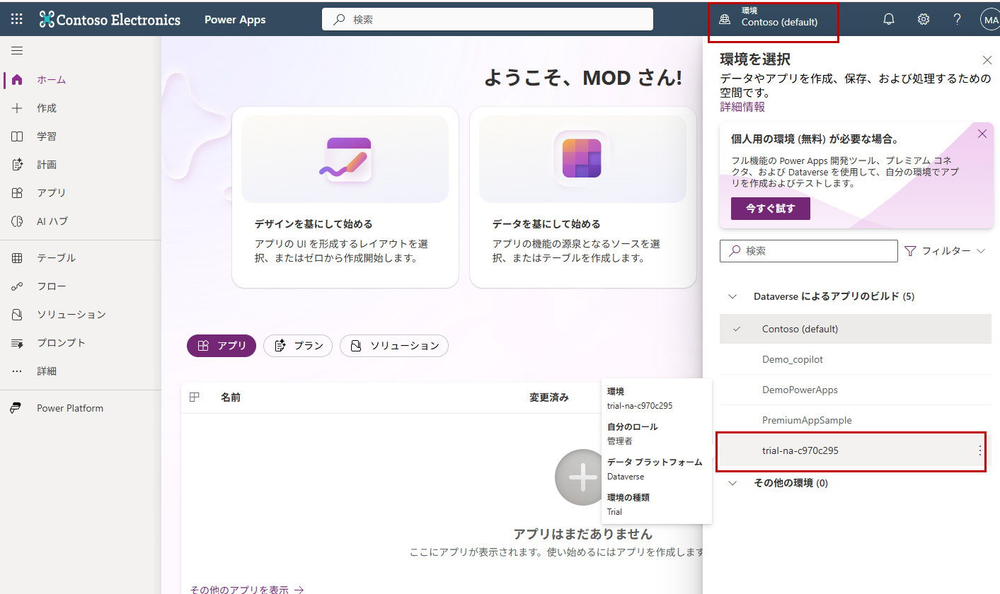 Contoso Electronics
Power Apps
検索
環境
Contoso (default)
MA
ホーム
作成
学習
計画
アプリ
AI ハブ
テーブル
フロー
ソリューション
プロンプト
詳細
Power Platform
ようこそ、MOD さん!
デザインを基にして始める
アプリの UI を形成するレイアウトを選
択、またはゼロから作成開始します。
データを基にして始める
アプリの機能の源泉となるソースを選
択、またはテーブルを作成します。
アプリ
プラン
ソリューション
名前
変更済み
アプリはまだありません
ここにアプリが表示されます。使い始めるにはアプリを作成します
その他のアプリを表示 →
環境
trial-na-c970c295
自分のロール
管理者
データ プラットフォーム
Dataverse
環境の種類
Trial
環境を選択
データやアプリを作成、保存、および処理するための
空間です。
詳細情報
個人用の環境 (無料) が必要な場合。
フル機能の Power Apps 開発ツール、プレミアム コネ
クタ、および Dataverse を使用して、自分の環境でアプ
リを作成およびテストします。
今すぐ試す
検索
フィルター
Dataverse によるアプリのビルド (5)
Contoso (default)
Demo_copilot
DemoPowerApps
PremiumAppSample
trial-na-c970c295
その他の環境 (0)